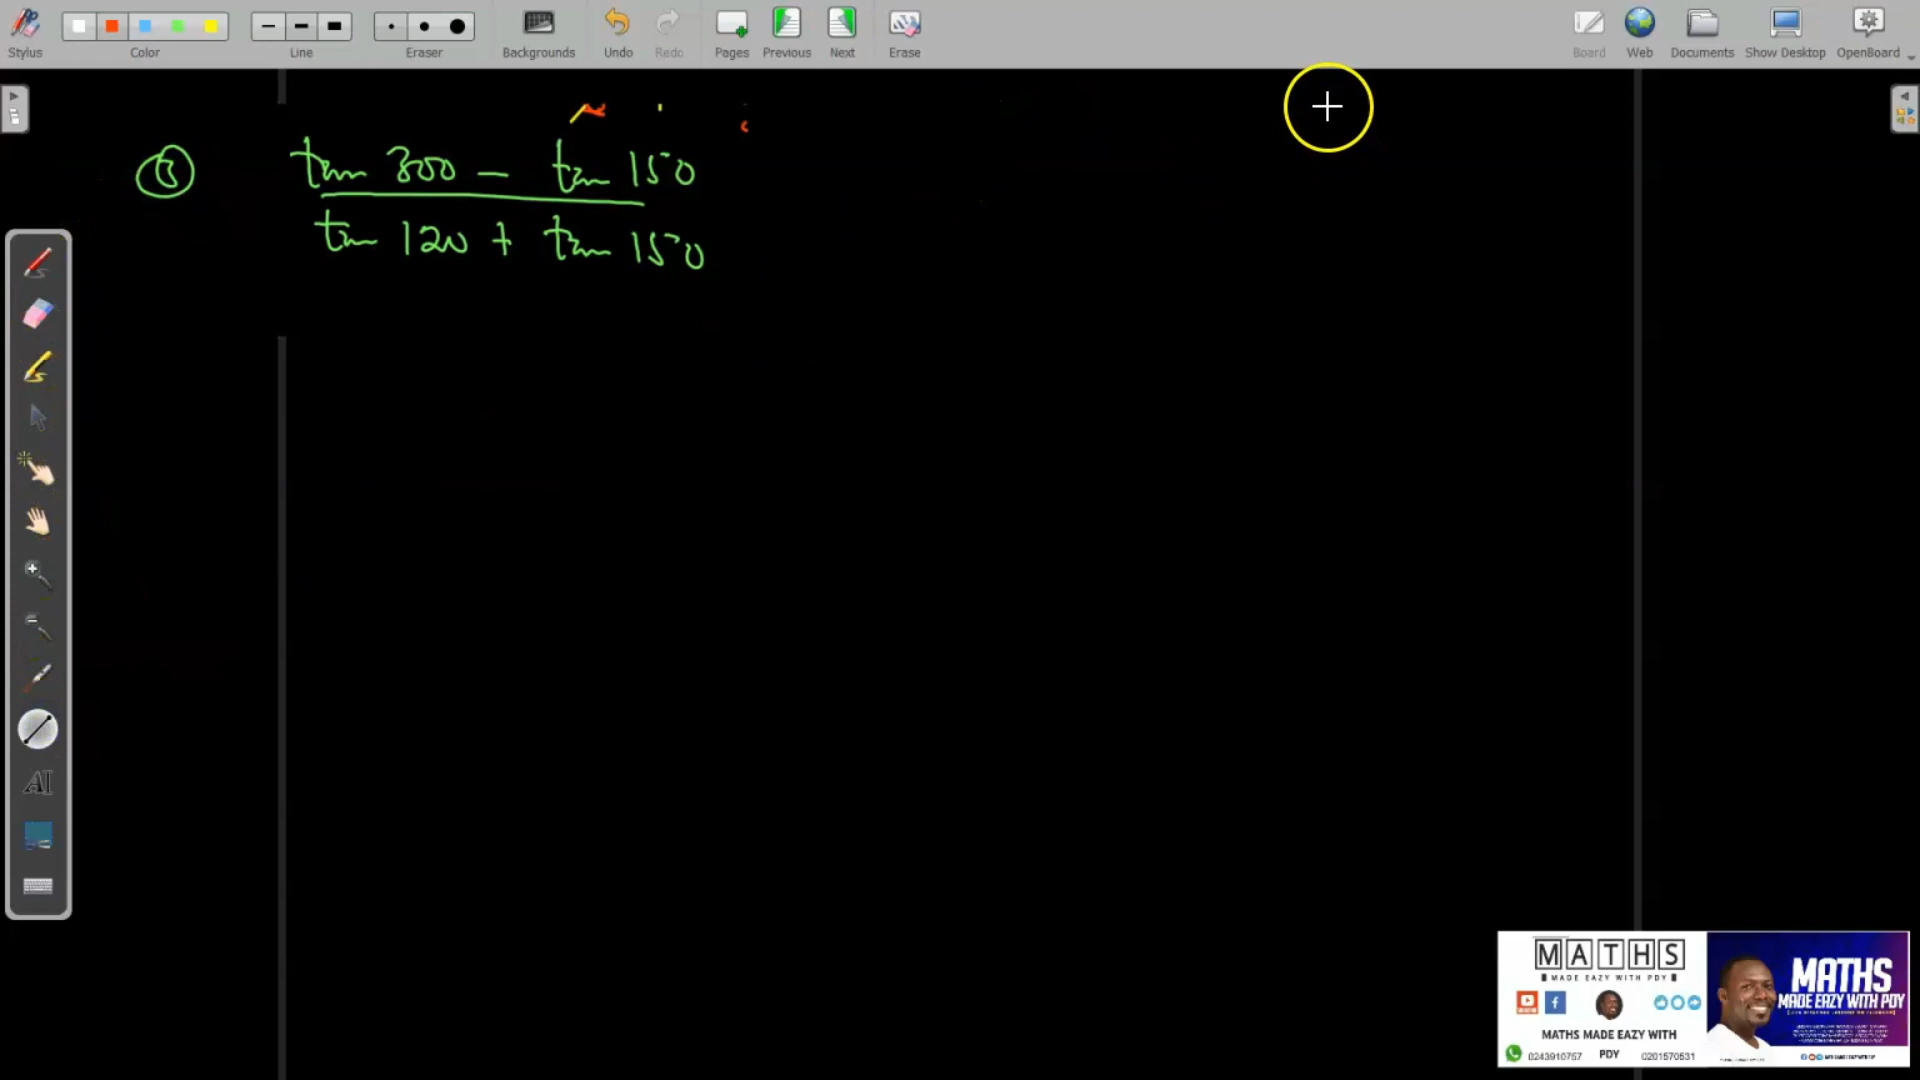 Stylus Color Line Eraser Backgrounds Undo Redo Pages Previous Next Erase Board Web Documents Show Desktop OpenBoard
tan 300 - tan 150
tan 120 + tan 150
AI
MATHS
MADE EAZY WITH PDY
MATHS MADE EAZY WITH
PDY
0243910757 0201570531
MATHS
MADE EAZY WITH PDY